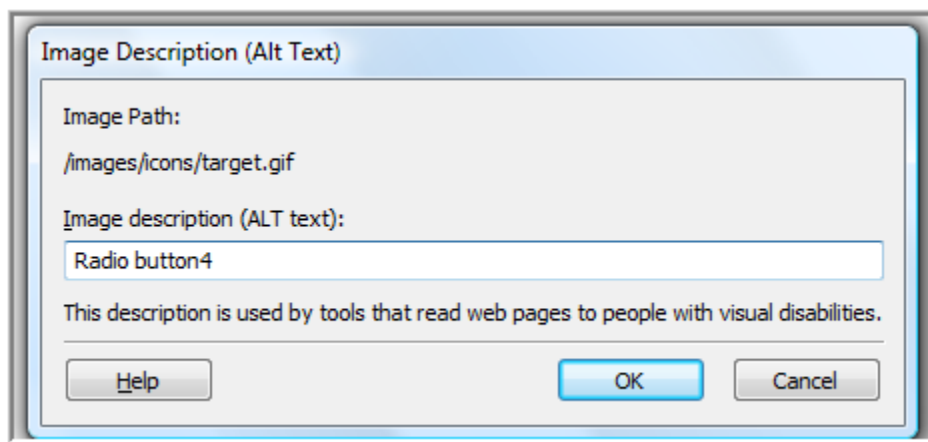 Image Description (Alt Text)
Image Path:
/images/icons/target.gif
Image description (ALT text):
Radio button4
This description is used by tools that read web pages to people with visual disabilities.
Help
OK
Cancel